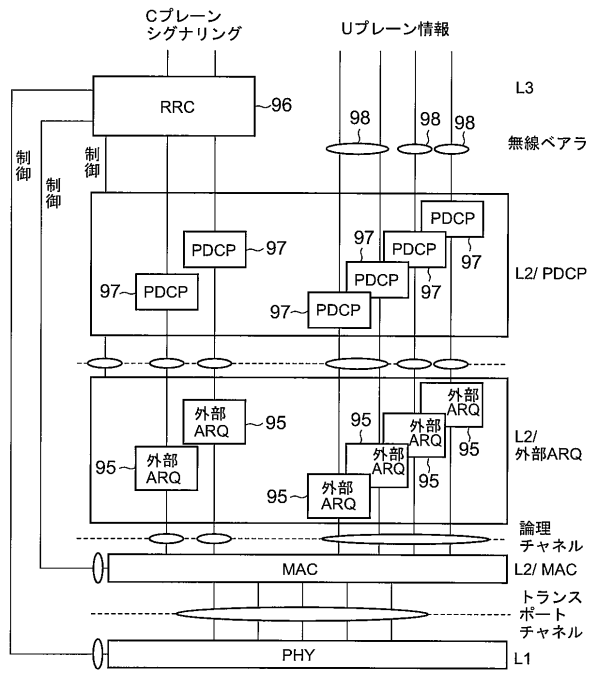 Cプレーン
シグナリング
Uプレーン情報
RRC
96
L3
98
98
98
無線ベアラ
制御
制御
制御
PDCP
97
PDCP
97
PDCP
97
97
PDCP
97
PDCP
97
PDCP
L2/ PDCP
外部
ARQ
95
外部
ARQ
95
95
外部
ARQ
95
外部
ARQ
95
外部
ARQ
95
外部
ARQ
L2/
外部ARQ
論理
チャネル
MAC
L2/ MAC
トランス
ポート
チャネル
PHY
L1